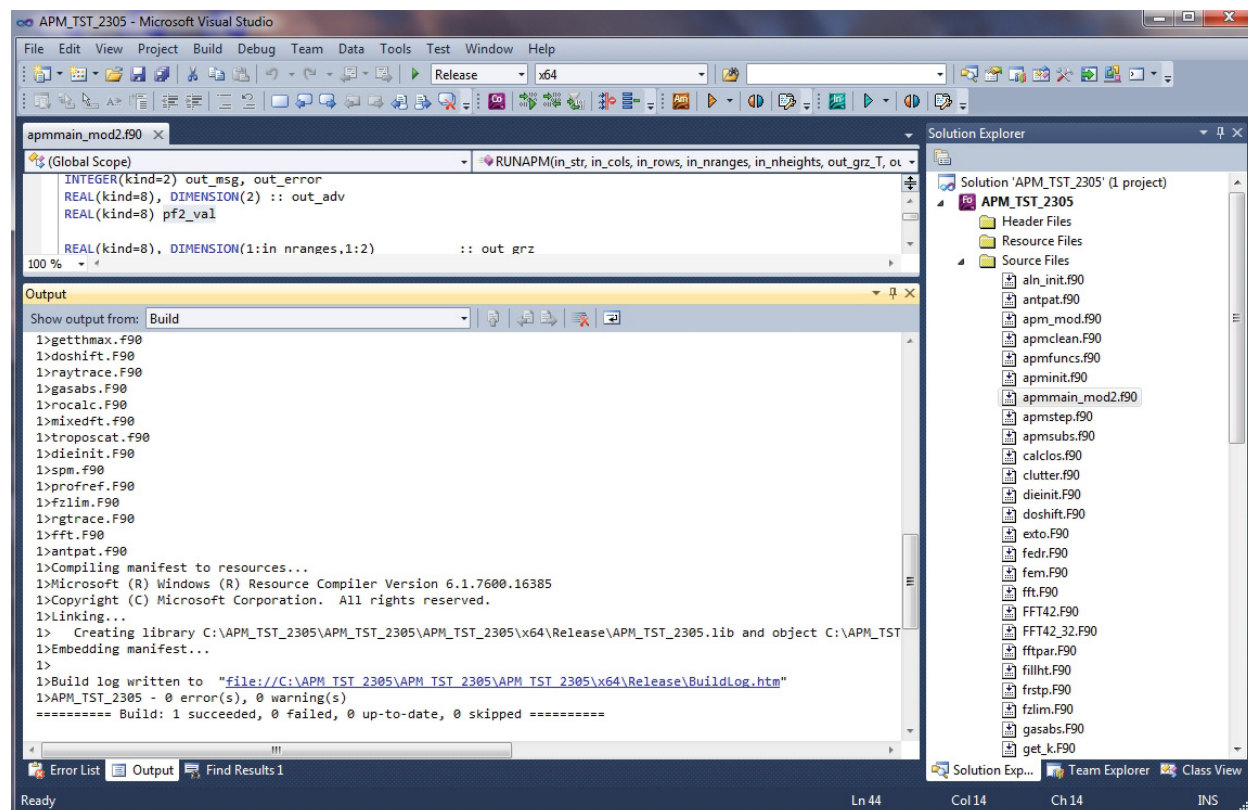 APM_TST_2305 - Microsoft Visual Studio
File Edit View Project Build Debug Team Data Tools Test Window Help
Release x64
apmmain_mod2.f90
(Global Scope) RUNAPM(in_str, in_cols, in_rows, in_nranges, in_nheights, out_grz_T, ou
INTEGER(kind=2) out_msg, out_error
REAL(kind=8), DIMENSION(2) :: out_adv
REAL(kind=8) pf2_val
REAL(kind=8), DIMENSION(1:in_nranges,1:2) :: out_grz
100 %
Output
Show output from: Build
1>getthmax.f90
1>doshift.F90
1>raytrace.F90
1>gasabs.F90
1>rocalc.F90
1>mixedft.f90
1>troposcat.f90
1>dieinit.F90
1>spm.f90
1>profref.F90
1>fzlim.F90
1>rgtrace.F90
1>fft.F90
1>antpat.f90
1>Compiling manifest to resources...
1>Microsoft (R) Windows (R) Resource Compiler Version 6.1.7600.16385
1>Copyright (C) Microsoft Corporation.  All rights reserved.
1>Linking...
1>   Creating library C:\APM_TST_2305\APM_TST_2305\APM_TST_2305\x64\Release\APM_TST_2305.lib and object C:\APM_TST
1>Embedding manifest...
1>
1>Build log written to  "file://C:\APM_TST_2305\APM_TST_2305\APM_TST_2305\x64\Release\BuildLog.htm"
1>APM_TST_2305 - 0 error(s), 0 warning(s)
========== Build: 1 succeeded, 0 failed, 0 up-to-date, 0 skipped ==========
Error List Output Find Results 1
Solution Explorer
Solution 'APM_TST_2305' (1 project)
APM_TST_2305
Header Files
Resource Files
Source Files
aln_init.f90
antpat.f90
apm_mod.f90
apmclean.F90
apmfuncs.f90
apminit.f90
apmmain_mod2.f90
apmstep.f90
apmsubs.f90
calclos.f90
clutter.f90
dieinit.F90
doshift.F90
exto.F90
fedr.F90
fem.F90
fft.F90
FFT42.F90
FFT42_32.F90
fftpar.F90
fillht.F90
frstp.F90
fzlim.F90
gasabs.F90
get_k.F90
Solution Exp... Team Explorer Class View
Ready Ln 44 Col 14 Ch 14 INS